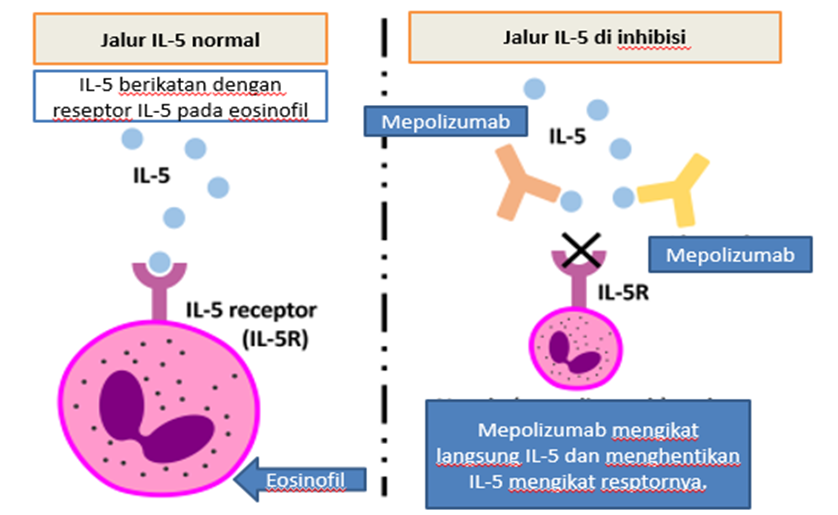 Jalur IL-5 normal
IL-5 berikatan dengan
reseptor IL-5 pada eosinofil
IL-5
IL-5 receptor
(IL-5R)
Eosinofil
Jalur IL-5 di inhibisi
Mepolizumab
IL-5
Mepolizumab
IL-5R
Mepolizumab mengikat
langsung IL-5 dan menghentikan
IL-5 mengikat resptornya.